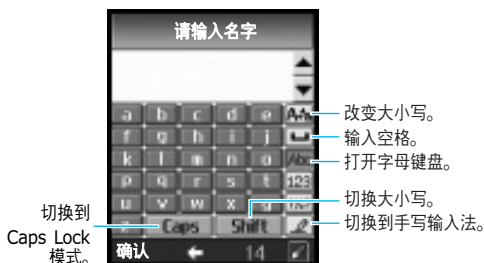 请输入名字
a b c d e A/a
改变大小写。
f g h i j
输入空格。
k l m n o Abc
打开字母键盘。
p q r s t 123
u v w x y
切换大小写。
z Caps Shift
切换到手写输入法。
切换到
Caps Lock
模式。
确认 14